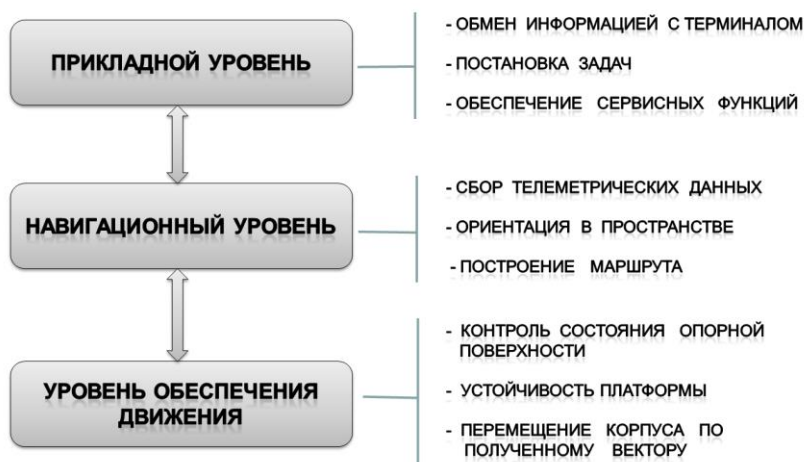 ПРИКЛАДНОЙ УРОВЕНЬ
- ОБМЕН ИНФОРМАЦИЕЙ С ТЕРМИНАЛОМ
- ПОСТАНОВКА ЗАДАЧ
- ОБЕСПЕЧЕНИЕ СЕРВИСНЫХ ФУНКЦИЙ
НАВИГАЦИОННЫЙ УРОВЕНЬ
- СБОР ТЕЛЕМЕТРИЧЕСКИХ ДАННЫХ
- ОРИЕНТАЦИЯ В ПРОСТРАНСТВЕ
- ПОСТРОЕНИЕ МАРШРУТА
УРОВЕНЬ ОБЕСПЕЧЕНИЯ
ДВИЖЕНИЯ
- КОНТРОЛЬ СОСТОЯНИЯ ОПОРНОЙ
ПОВЕРХНОСТИ
- УСТОЙЧИВОСТЬ ПЛАТФОРМЫ
- ПЕРЕМЕЩЕНИЕ КОРПУСА ПО
ПОЛУЧЕННОМУ ВЕКТОРУ